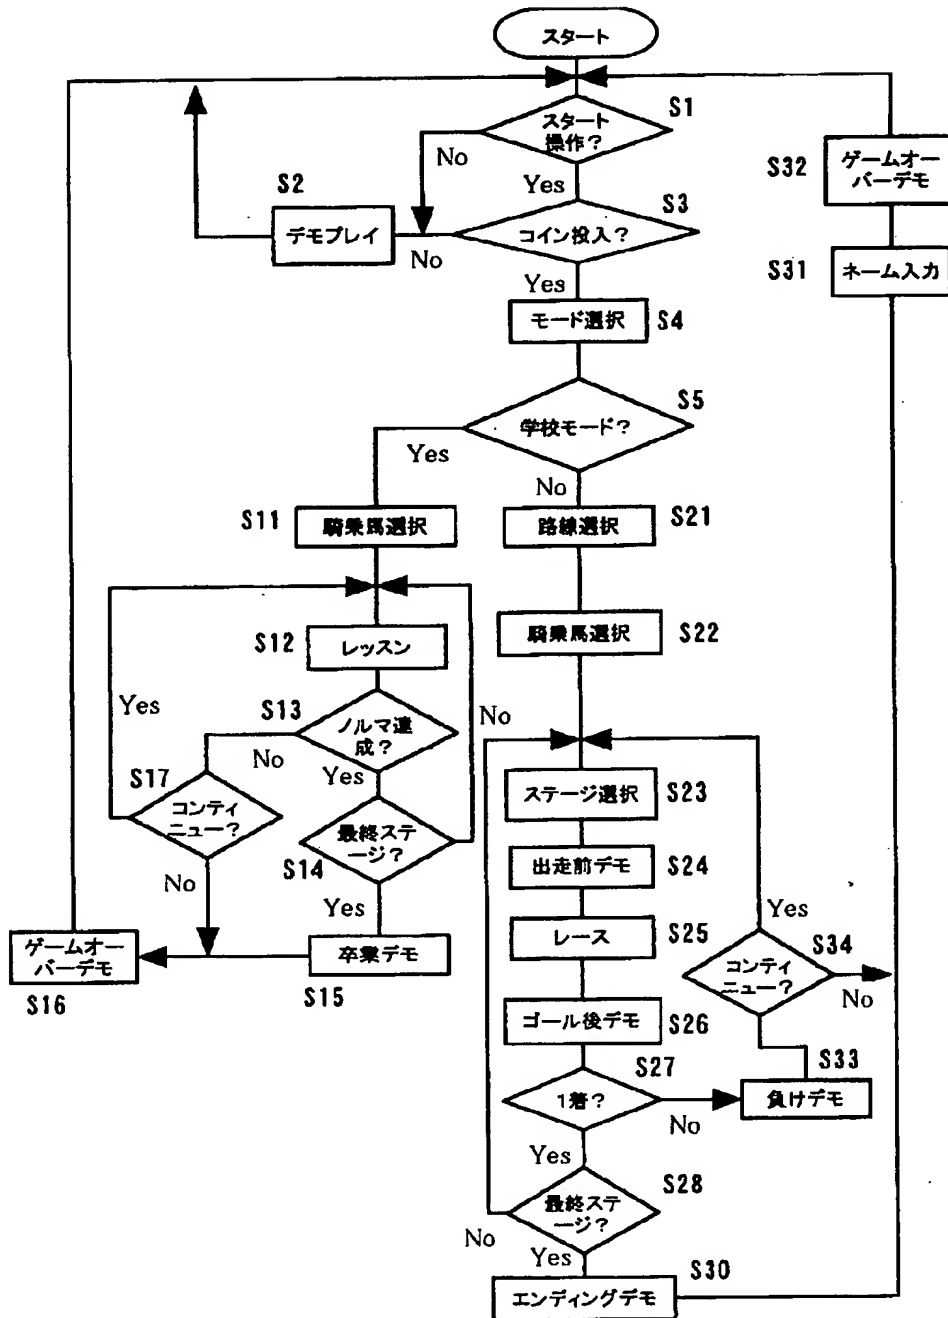 スタート
S1
スタート
操作？
No
Yes
S2
デモプレイ
S3
コイン投入？
No
Yes
S32
ゲームオー
バーデモ
S31
ネーム入力
モード選択
S4
S5
学校モード？
Yes
No
S11
騎乗馬選択
路線選択
S21
S12
レッスン
騎乗馬選択
S22
Yes
S13
ノルマ達
成？
No
Yes
No
S17
コンティ
ニュー？
No
最終ステ
ージ？
S14
Yes
ステージ選択
S23
出走前デモ
S24
レース
S25
Yes
S34
コンティ
ニュー？
No
ゲームオー
バーデモ
S16
卒業デモ
S15
ゴール後デモ
S26
S27
1着？
No
Yes
S33
負けデモ
S28
最終ステ
ージ？
No
Yes
S30
エンディングデモ